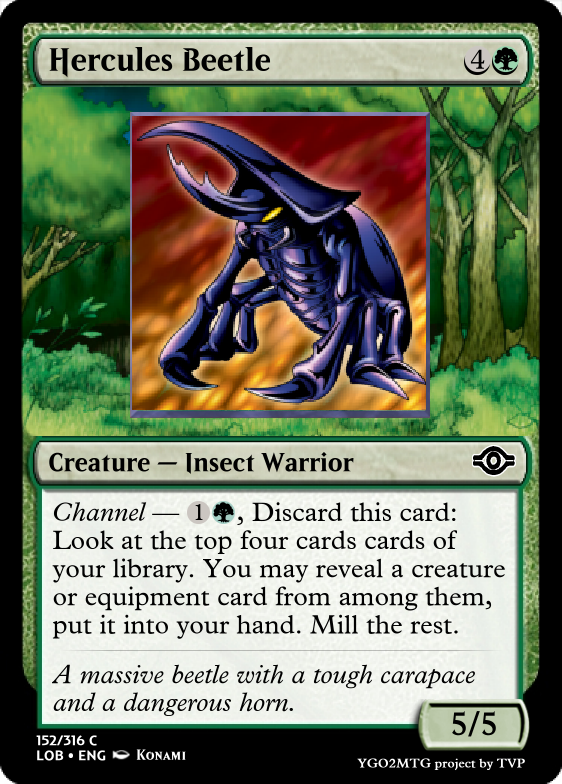 Hercules Beetle
4
Creature — Insect Warrior
Channel — 1, Discard this card:
Look at the top four cards cards of
your library. You may reveal a creature
or equipment card from among them,
put it into your hand. Mill the rest.
A massive beetle with a tough carapace
and a dangerous horn.
5/5
152/316 C
LOB • ENG Konami
YGO2MTG project by TVP